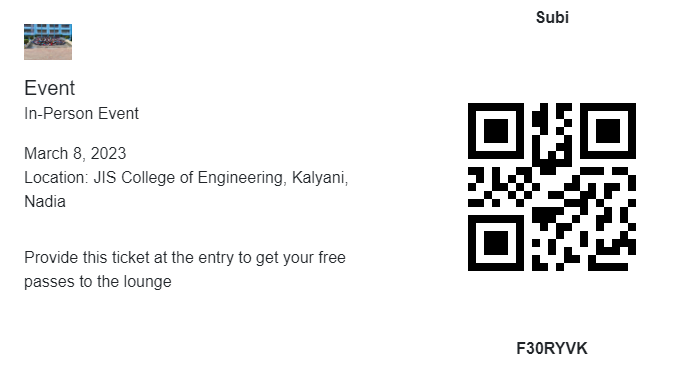 Subi
Event
In-Person Event
March 8, 2023
Location: JIS College of Engineering, Kalyani,
Nadia
Provide this ticket at the entry to get your free
passes to the lounge
F30RYVK